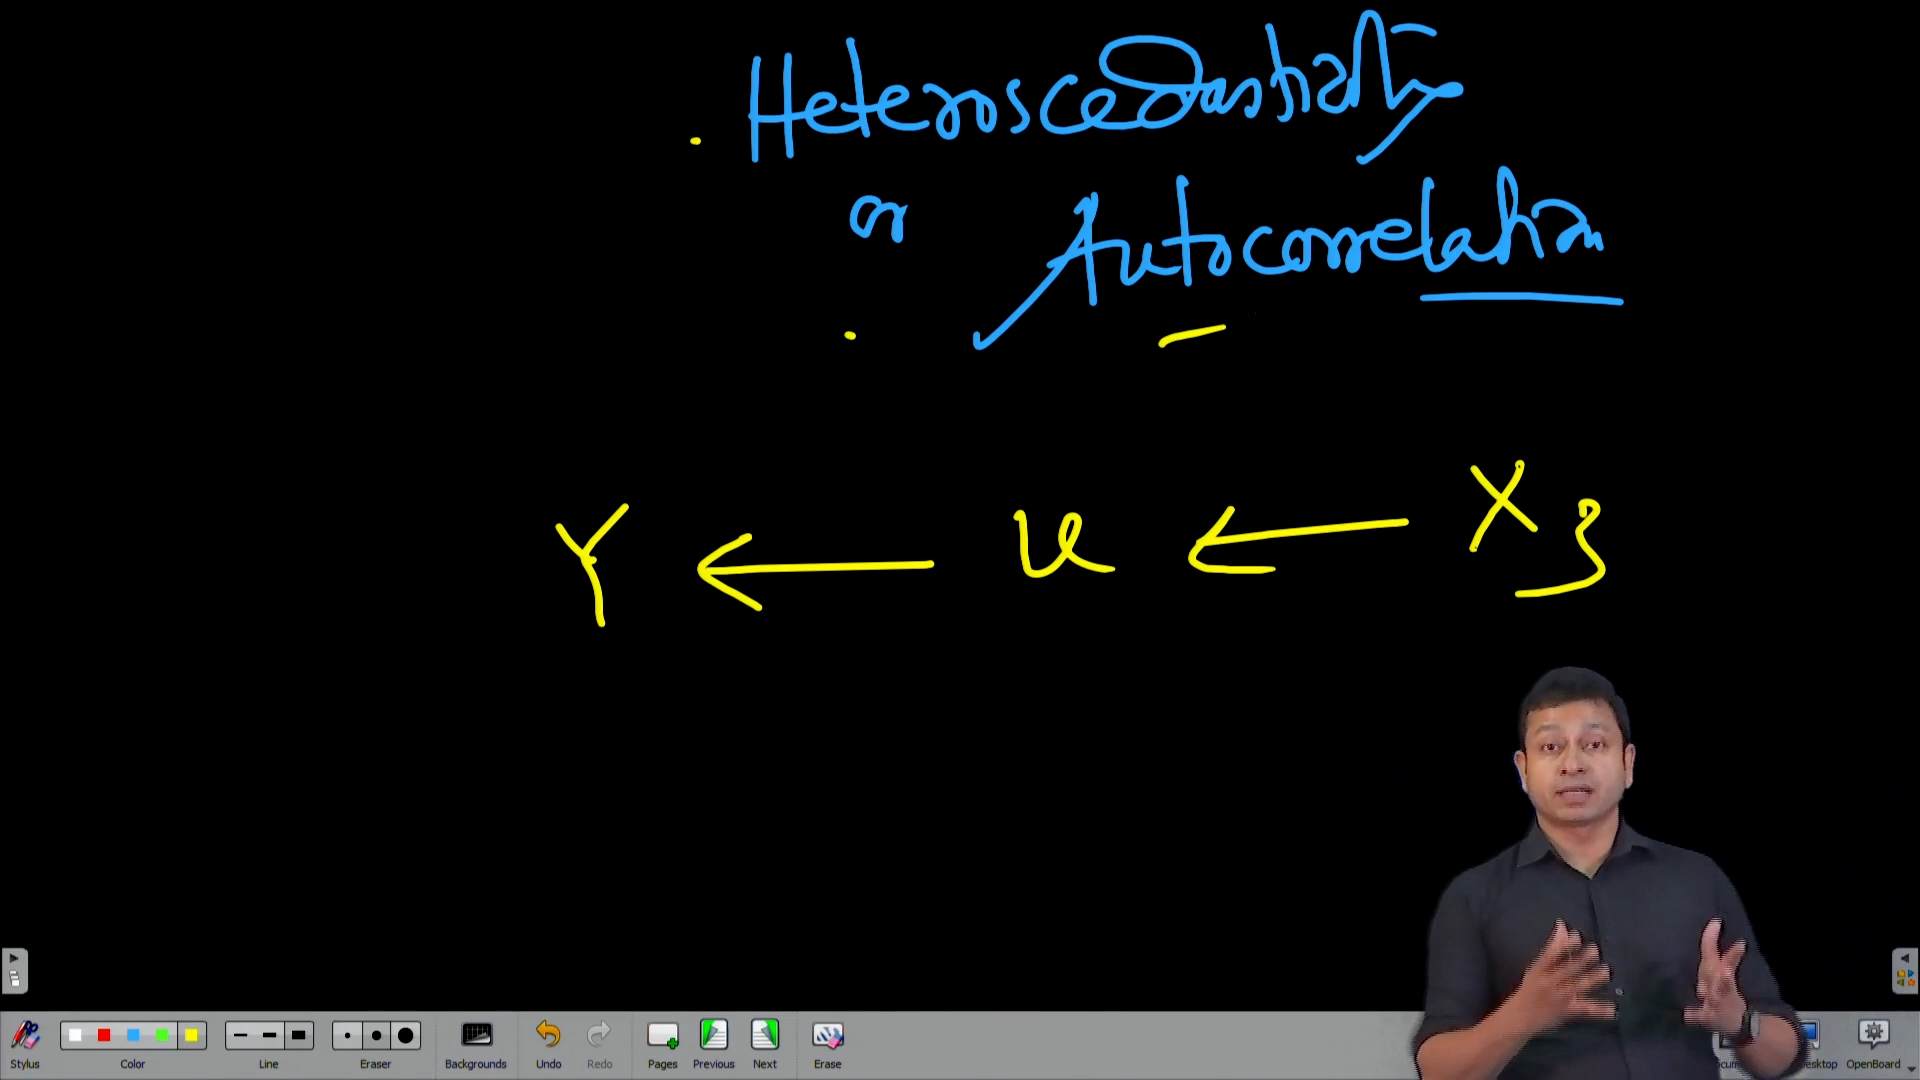 Heteroscedasticity
or
Autocorrelation
Y ← u ← X3
Stylus Color Line Eraser Backgrounds Undo Redo Pages Previous Next Erase OpenBoard